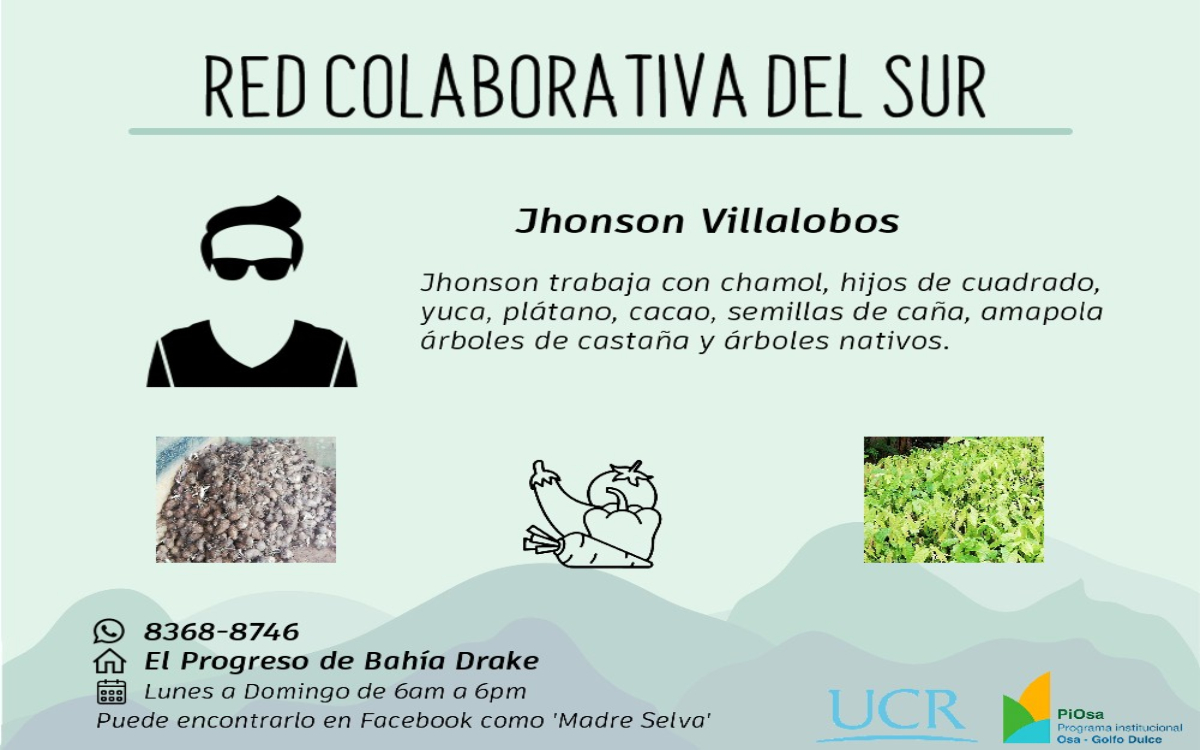 RED COLABORATIVA DEL SUR
Jhonson Villalobos
Jhonson trabaja con chamol, hijos de cuadrado,
yuca, plátano, cacao, semillas de caña, amapola
árboles de castaña y árboles nativos.
8368-8746
El Progreso de Bahía Drake
Lunes a Domingo de 6am a 6pm
Puede encontrarlo en Facebook como 'Madre Selva'
UCR
PiOsa
Programa institucional
Osa - Golfo Dulce